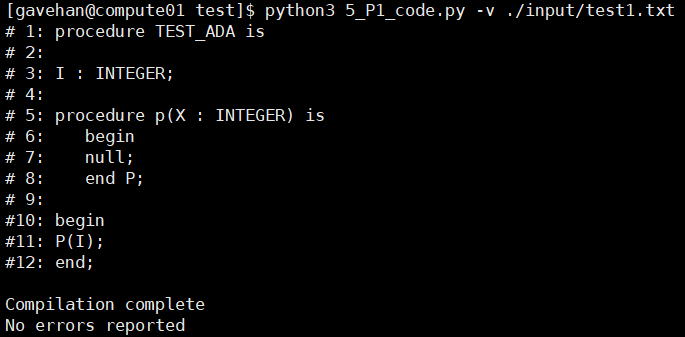 [gavehan@compute01 test]$ python3 5_P1_code.py -v ./input/test1.txt
# 1: procedure TEST_ADA is
# 2:
# 3: I : INTEGER;
# 4:
# 5: procedure p(X : INTEGER) is
# 6:    begin
# 7:    null;
# 8:    end P;
# 9:
#10: begin
#11: P(I);
#12: end;

Compilation complete
No errors reported